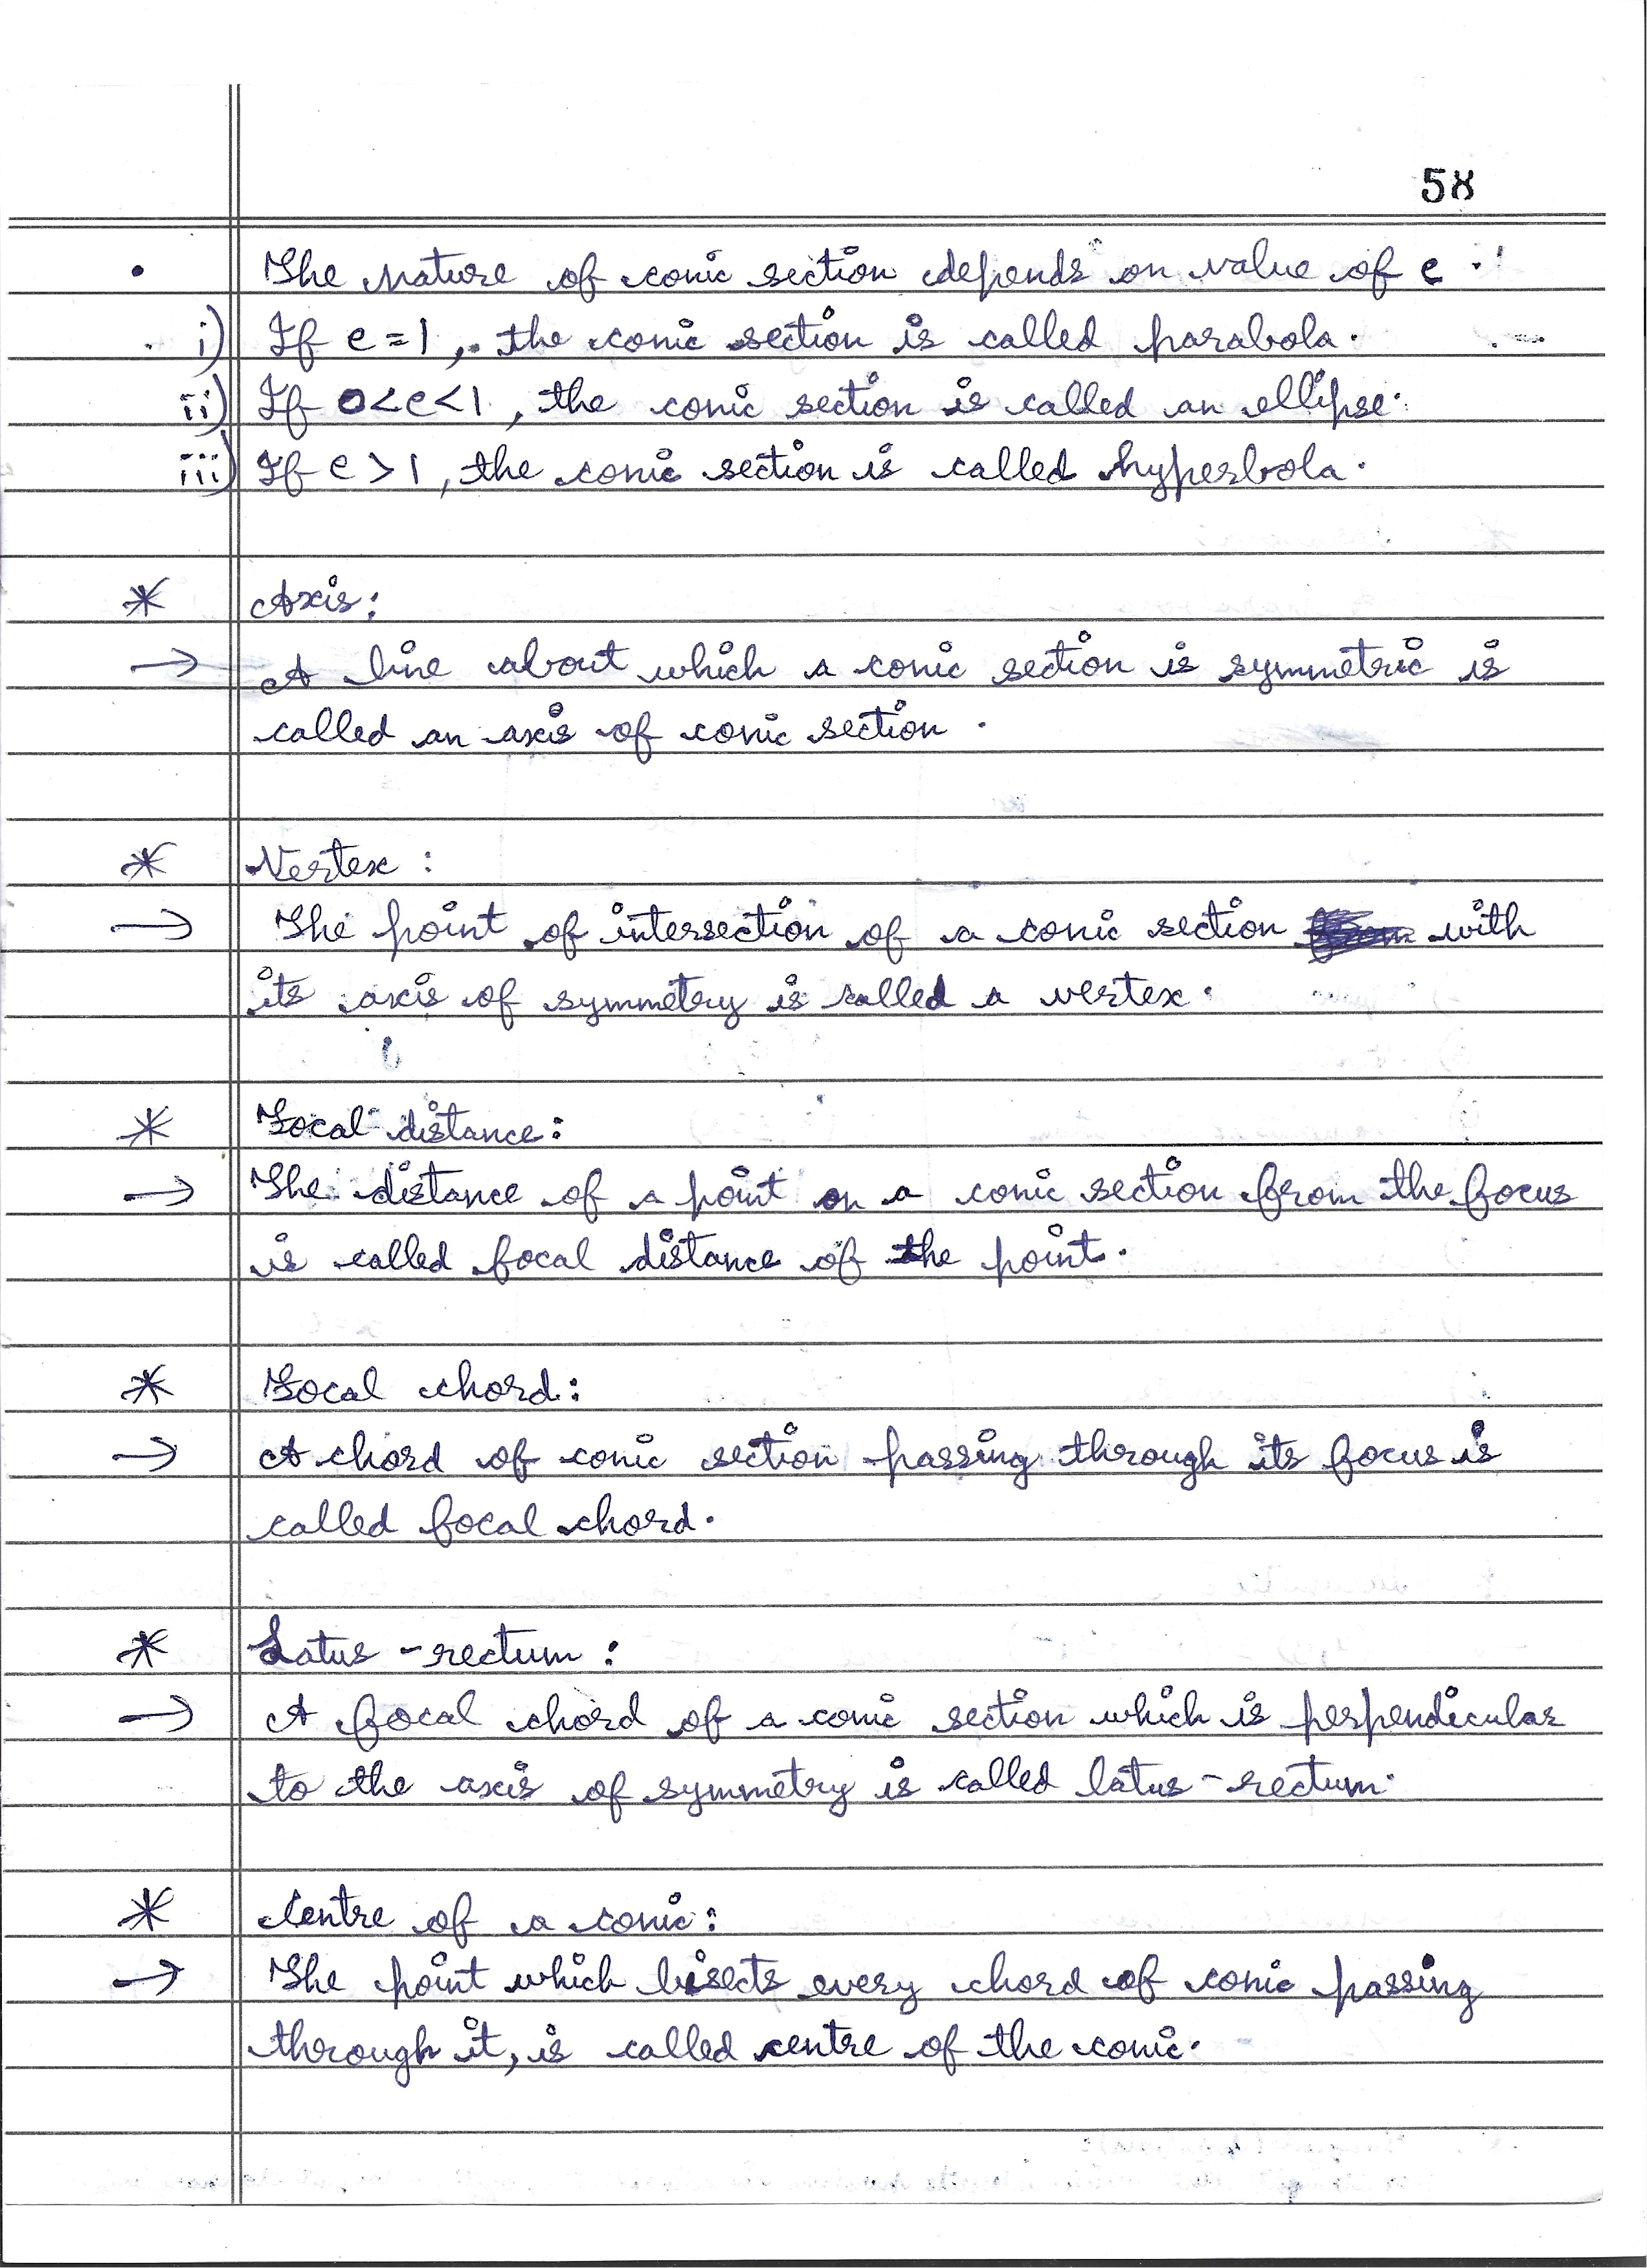 58
• The nature of conic section depends on value of e.
i) If e = 1, the conic section is called parabola.
ii) If 0 < e < 1, the conic section is called an ellipse.
iii) If e > 1, the conic section is called hyperbola.
* Axis:
→ A line about which a conic section is symmetric is
called an axis of conic section.
* Vertex:
→ The point of intersection of a conic section with
its axis of symmetry is called a vertex.
* Focal distance:
→ The distance of a point on a conic section from the focus
is called focal distance of the point.
* Focal chord:
→ A chord of conic section passing through its focus is
called focal chord.
* Latus-rectum:
→ A focal chord of a conic section which is perpendicular
to the axis of symmetry is called latus-rectum.
* Centre of a conic:
→ The point which bisects every chord of conic passing
through it, is called centre of the conic.